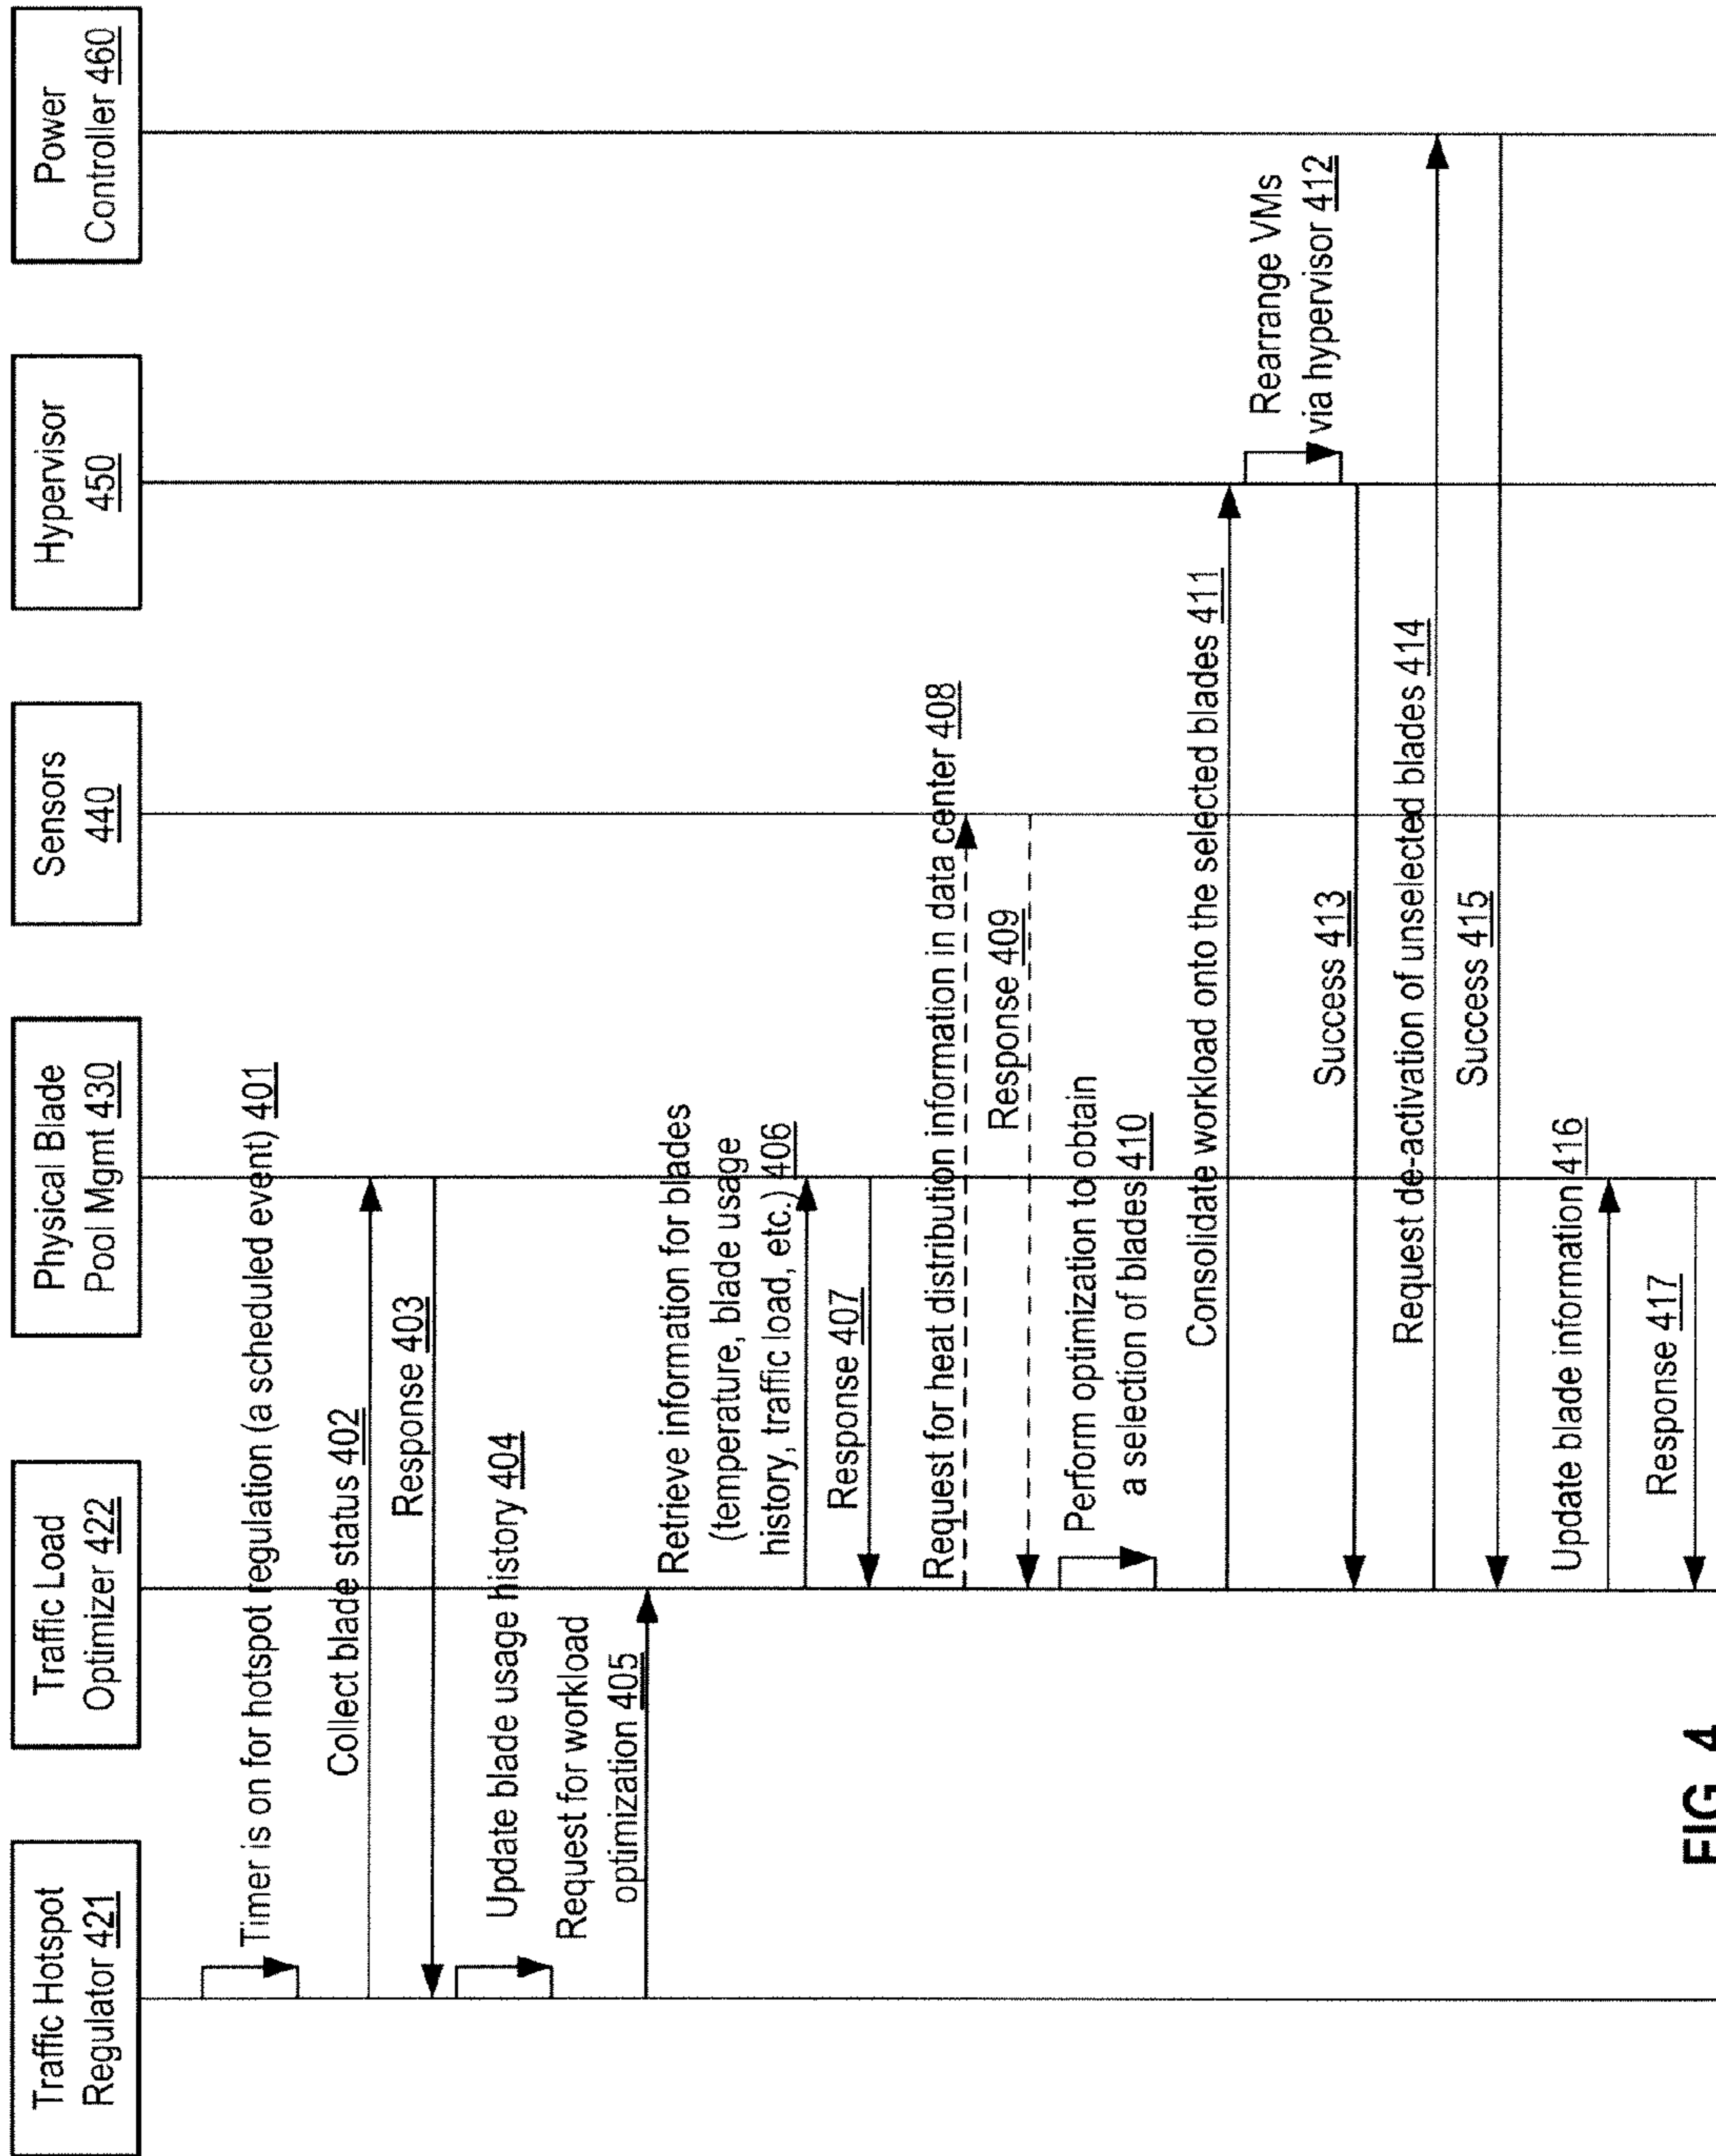 Traffic Hotspot
Regulator 421
Traffic Load
Optimizer 422
Physical Blade
Pool Mgmt 430
Sensors
440
Hypervisor
450
Power
Controller 460
Timer is on for hotspot regulation (a scheduled event) 401
Collect blade status 402
Response 403
Update blade usage history 404
Request for workload
optimization 405
Retrieve information for blades
(temperature, blade usage
history, traffic load, etc.) 406
Response 407
Request for heat distribution information in data center 408
Response 409
Perform optimization to obtain
a selection of blades 410
Consolidate workload onto the selected blades 411
Rearrange VMs
via hypervisor 412
Success 413
Request de-activation of unselected blades 414
Success 415
Update blade information 416
Response 417
FIG. 4